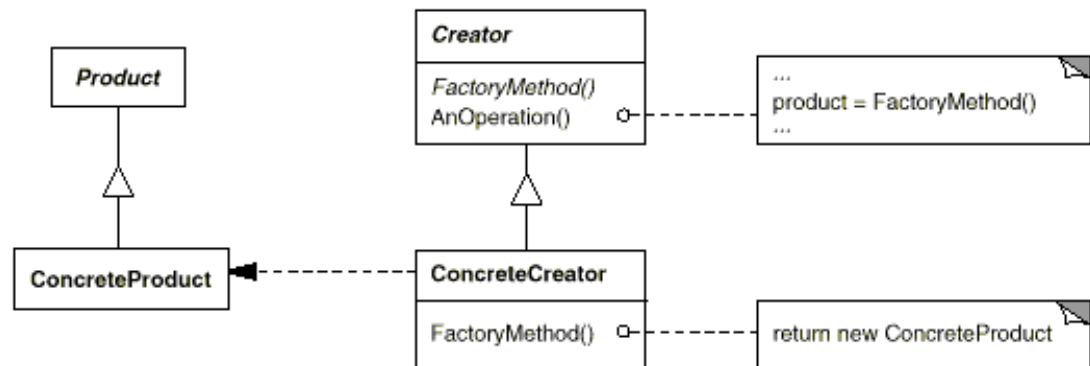 Product
ConcreteProduct
Creator
FactoryMethod()
AnOperation()
...
product = FactoryMethod()
...
ConcreteCreator
FactoryMethod()
return new ConcreteProduct